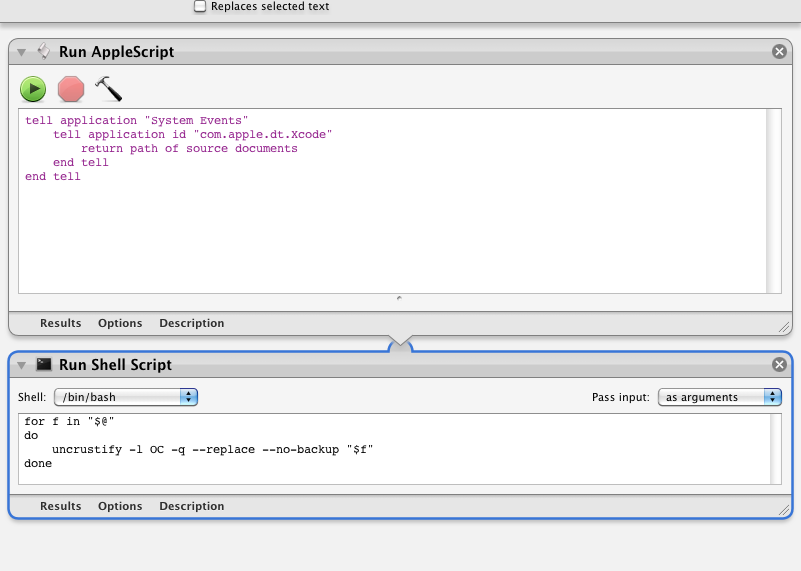 Replaces selected text
Run AppleScript
tell application "System Events"
    tell application id "com.apple.dt.Xcode"
        return path of source documents
    end tell
end tell
Results Options Description
Run Shell Script
Shell: /bin/bash Pass input: as arguments
for f in "$@"
do
    uncrustify -l OC -q --replace --no-backup "$f"
done
Results Options Description